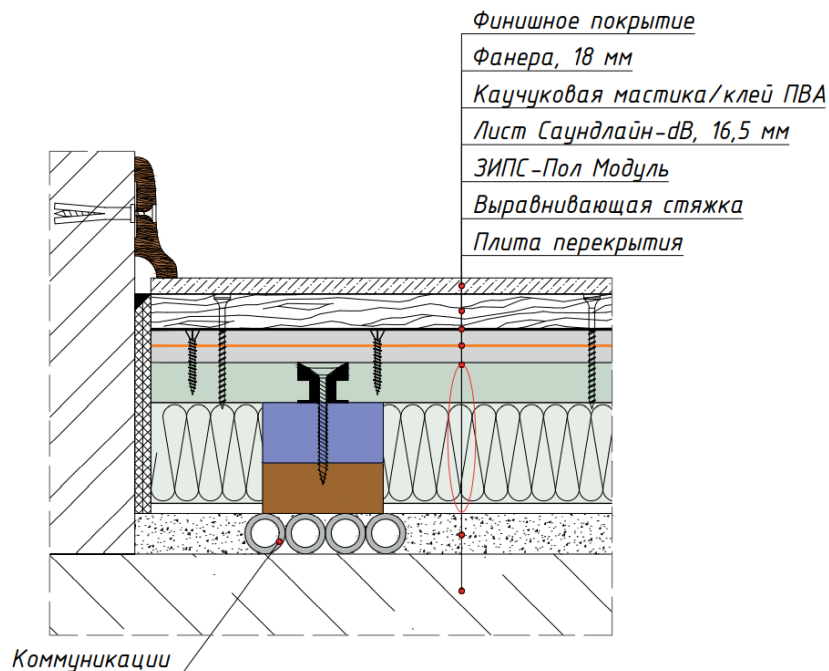 Финишное покрытие
Фанера, 18 мм
Каучуковая мастика/клей ПВА
Лист Саундлайн-dB, 16,5 мм
ЗИПС-Пол Модуль
Выравнивающая стяжка
Плита перекрытия
Коммуникации